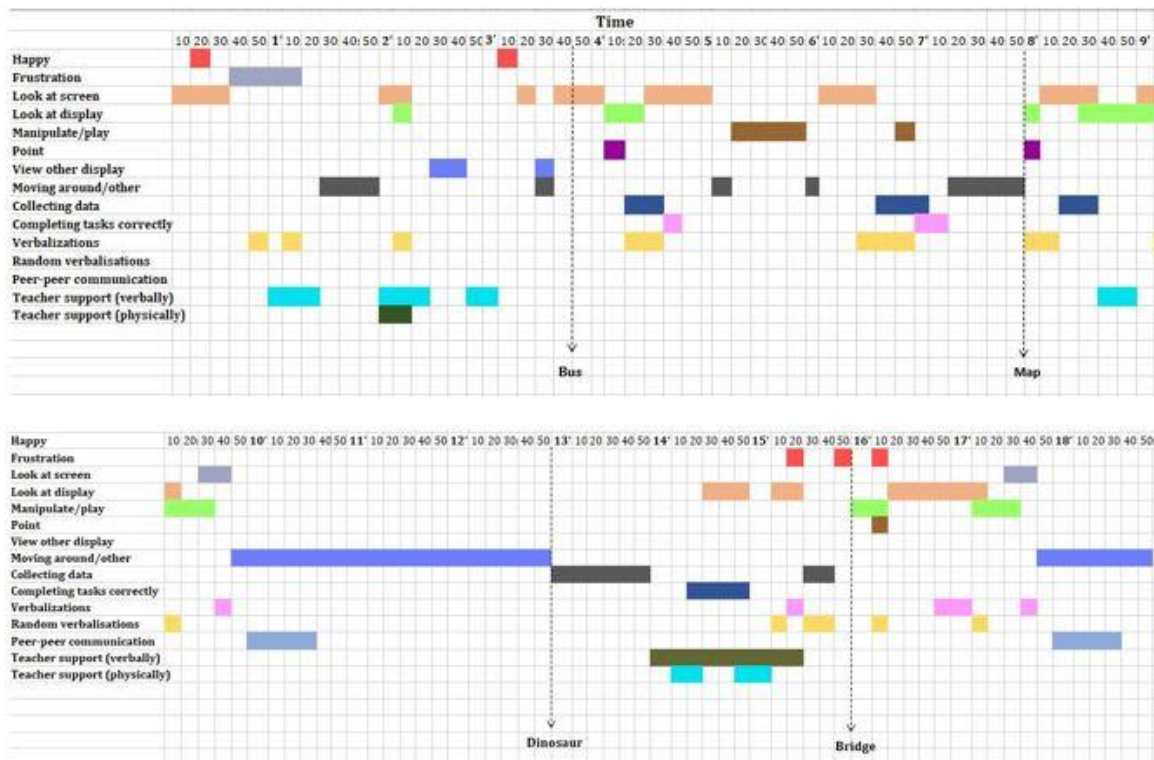 Time
10 20 30 40 50 1' 10 20 30 40 50 2' 10 20 30 40 50 3' 10 20 30 40 50 4' 10 20 30 40 50 5 10 20 30 40 50 6' 10 20 30 40 50 7' 10 20 30 40 50 8' 10 20 30 40 50 9'
Happy
Frustration
Look at screen
Look at display
Manipulate/play
Point
View other display
Moving around/other
Collecting data
Completing tasks correctly
Verbalizations
Random verbalisations
Peer-peer communication
Teacher support (verbally)
Teacher support (physically)
Bus Map
Happy 10 20 30 40 50 10' 10 20 30 40 50 11' 10 20 30 40 50 12' 10 20 30 40 50 13' 10 20 30 40 50 14' 10 20 30 40 50 15' 10 20 30 40 50 16' 10 20 30 40 50 17' 10 20 30 40 50 18' 10 20 30 40 50
Frustration
Look at screen
Look at display
Manipulate/play
Point
View other display
Moving around/other
Collecting data
Completing tasks correctly
Verbalizations
Random verbalisations
Peer-peer communication
Teacher support (verbally)
Teacher support (physically)
Dinosaur Bridge